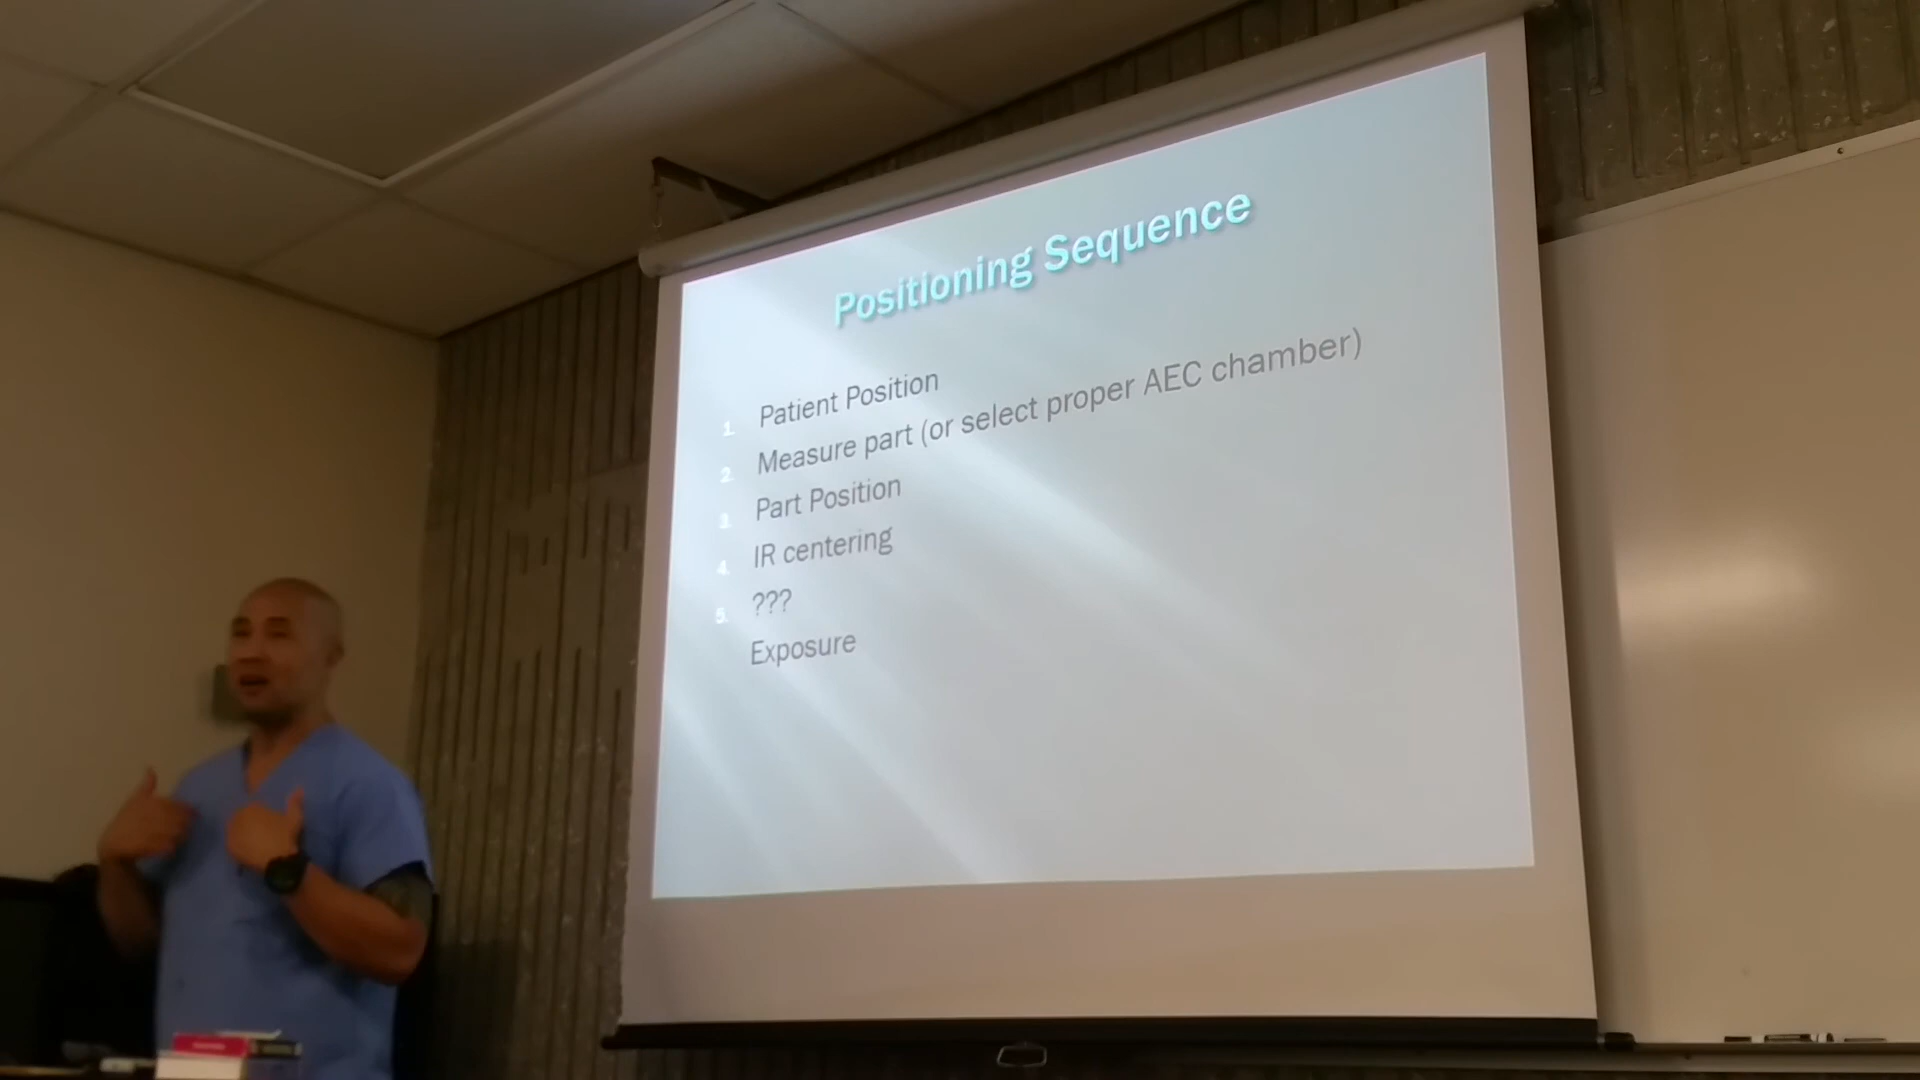 Positioning Sequence
1. Patient Position
2. Measure part (or select proper AEC chamber)
3. Part Position
4. IR centering
5. ???
Exposure